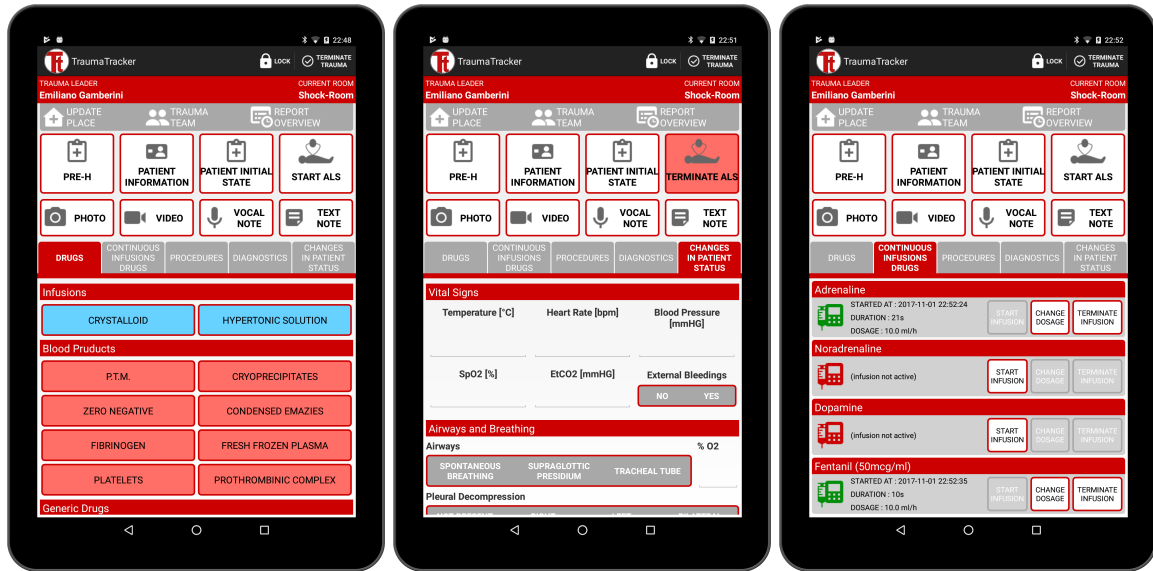 22:48
TraumaTracker
LOCK
TERMINATE
TRAUMA
TRAUMA LEADER
CURRENT ROOM
Emiliano Gamberini
Shock-Room
UPDATE
PLACE
TRAUMA
TEAM
REPORT
OVERVIEW
PRE-H
PATIENT
INFORMATION
PATIENT INITIAL
STATE
START ALS
PHOTO
VIDEO
VOCAL
NOTE
TEXT
NOTE
DRUGS
CONTINUOUS
INFUSIONS
DRUGS
PROCEDURES
DIAGNOSTICS
CHANGES
IN PATIENT
STATUS
Infusions
CRYSTALLOID
HYPERTONIC SOLUTION
Blood Pruducts
P.T.M.
CRYOPRECIPITATES
ZERO NEGATIVE
CONDENSED EMAZIES
FIBRINOGEN
FRESH FROZEN PLASMA
PLATELETS
PROTHROMBINIC COMPLEX
Generic Drugs
22:51
TraumaTracker
LOCK
TERMINATE
TRAUMA
TRAUMA LEADER
CURRENT ROOM
Emiliano Gamberini
Shock-Room
UPDATE
PLACE
TRAUMA
TEAM
REPORT
OVERVIEW
PRE-H
PATIENT
INFORMATION
PATIENT INITIAL
STATE
TERMINATE ALS
PHOTO
VIDEO
VOCAL
NOTE
TEXT
NOTE
DRUGS
CONTINUOUS
INFUSIONS
DRUGS
PROCEDURES
DIAGNOSTICS
CHANGES
IN PATIENT
STATUS
Vital Signs
Temperature [°C]
Heart Rate [bpm]
Blood Pressure
[mmHG]
SpO2 [%]
EtCO2 [mmHG]
External Bleedings
NO YES
Airways and Breathing
Airways
% O2
SPONTANEOUS
BREATHING
SUPRAGLOTTIC
PRESIDIUM
TRACHEAL TUBE
Pleural Decompression
22:52
TraumaTracker
LOCK
TERMINATE
TRAUMA
TRAUMA LEADER
CURRENT ROOM
Emiliano Gamberini
Shock-Room
UPDATE
PLACE
TRAUMA
TEAM
REPORT
OVERVIEW
PRE-H
PATIENT
INFORMATION
PATIENT INITIAL
STATE
START ALS
PHOTO
VIDEO
VOCAL
NOTE
TEXT
NOTE
DRUGS
CONTINUOUS
INFUSIONS
DRUGS
PROCEDURES
DIAGNOSTICS
CHANGES
IN PATIENT
STATUS
Adrenaline
STARTED AT : 2017-11-01 22:52:24
DURATION : 21s
DOSAGE : 10.0 ml/h
START
INFUSION
CHANGE
DOSAGE
TERMINATE
INFUSION
Noradrenaline
(infusion not active)
START
INFUSION
CHANGE
DOSAGE
TERMINATE
INFUSION
Dopamine
(infusion not active)
START
INFUSION
CHANGE
DOSAGE
TERMINATE
INFUSION
Fentanil (50mcg/ml)
STARTED AT : 2017-11-01 22:52:35
DURATION : 10s
DOSAGE : 10.0 ml/h
START
INFUSION
CHANGE
DOSAGE
TERMINATE
INFUSION